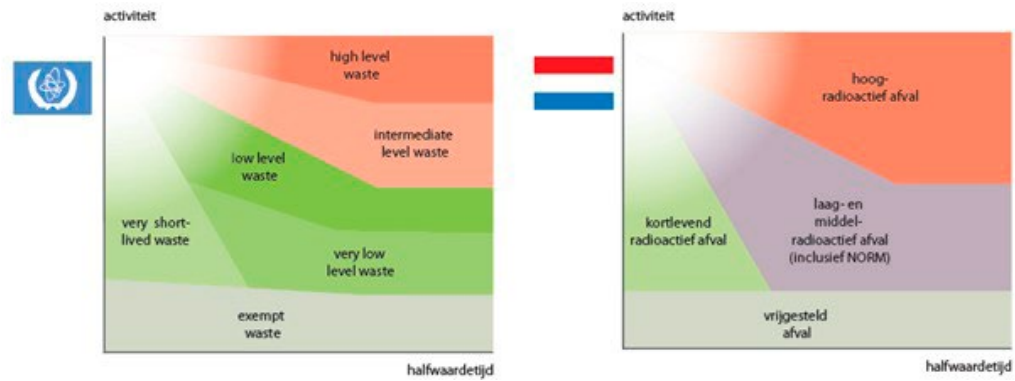 activiteit
high level
waste
intermediate
level waste
low level
waste
very short-
lived waste
very low
level waste
exempt
waste
halfwaardetijd
activiteit
hoog-
radioactief afval
laag- en
middel-
radioactief afval
(inclusief NORM)
kortlevend
radioactief afval
vrijgesteld
afval
halfwaardetijd